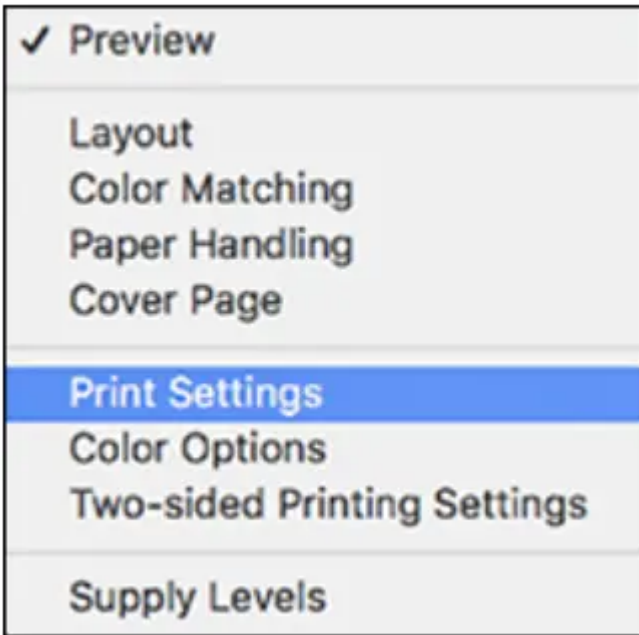 ✓ Preview
Layout
Color Matching
Paper Handling
Cover Page
Print Settings
Color Options
Two-sided Printing Settings
Supply Levels